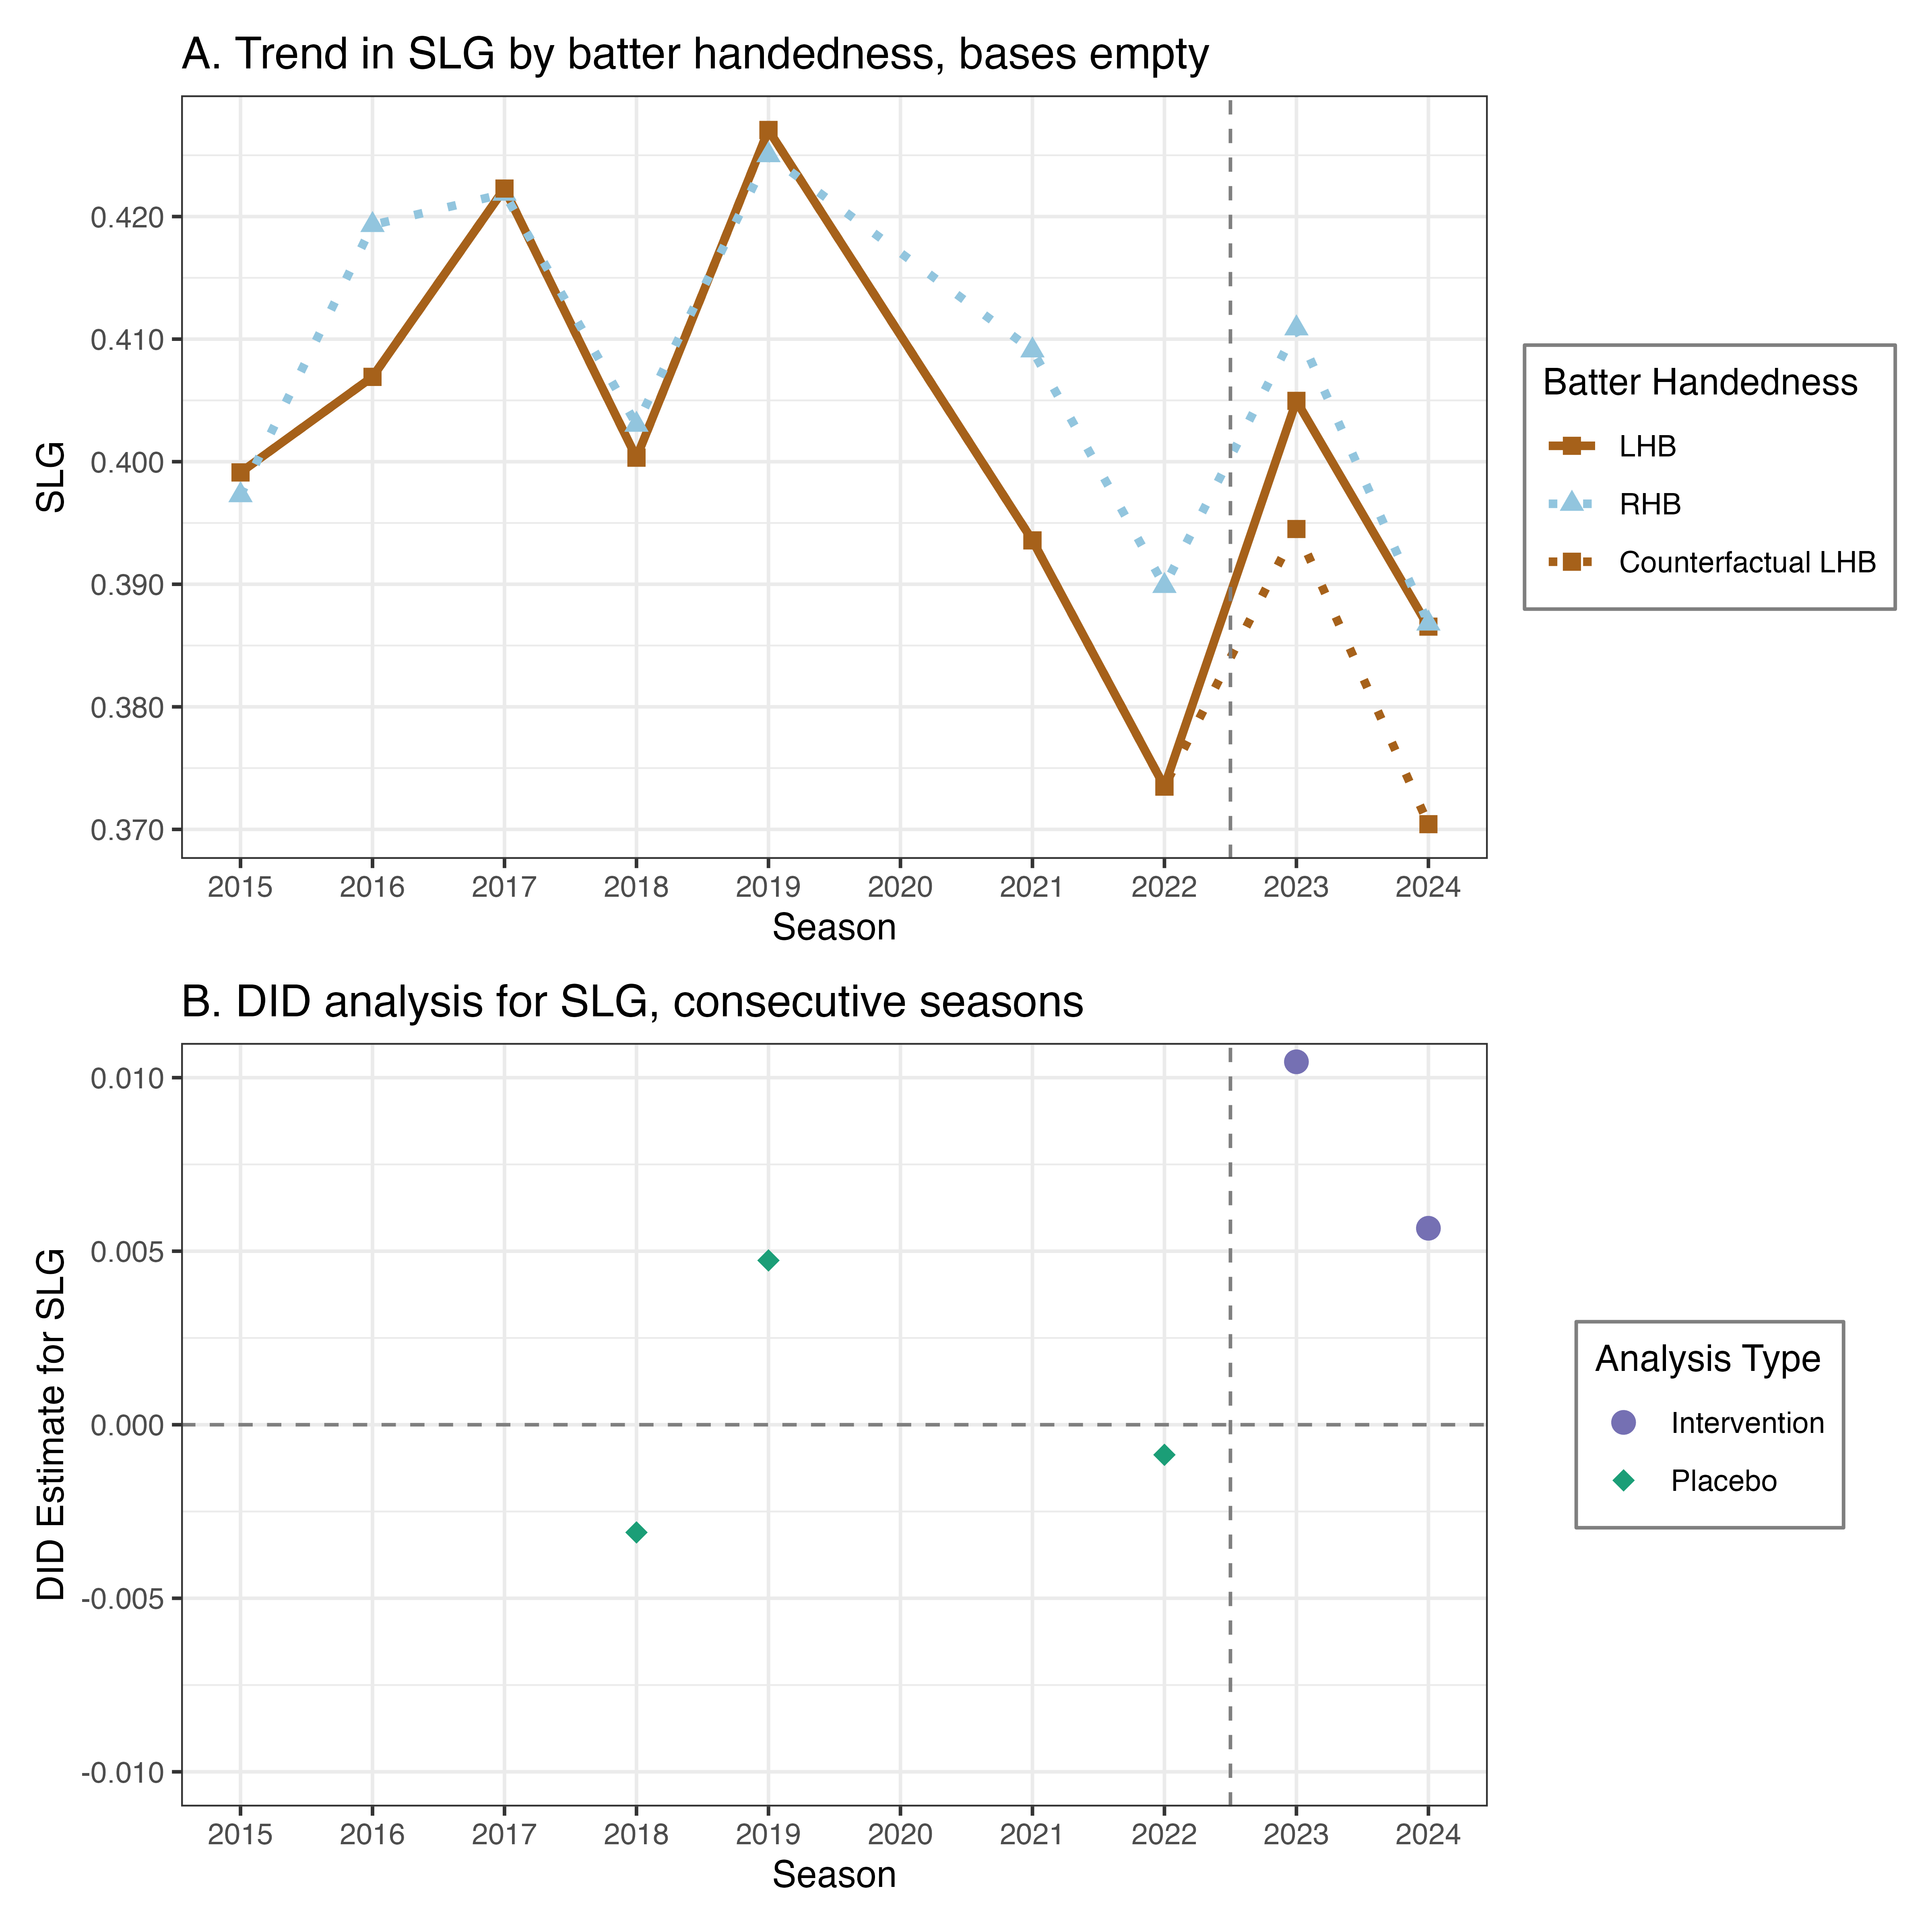 A. Trend in SLG by batter handedness, bases empty
0.420
0.410
0.400
0.390
0.380
0.370
SLG
2015 2016 2017 2018 2019 2020 2021 2022 2023 2024
Season
Batter Handedness
LHB
RHB
Counterfactual LHB
B. DID analysis for SLG, consecutive seasons
0.010
0.005
0.000
-0.005
-0.010
DID Estimate for SLG
2015 2016 2017 2018 2019 2020 2021 2022 2023 2024
Season
Analysis Type
Intervention
Placebo